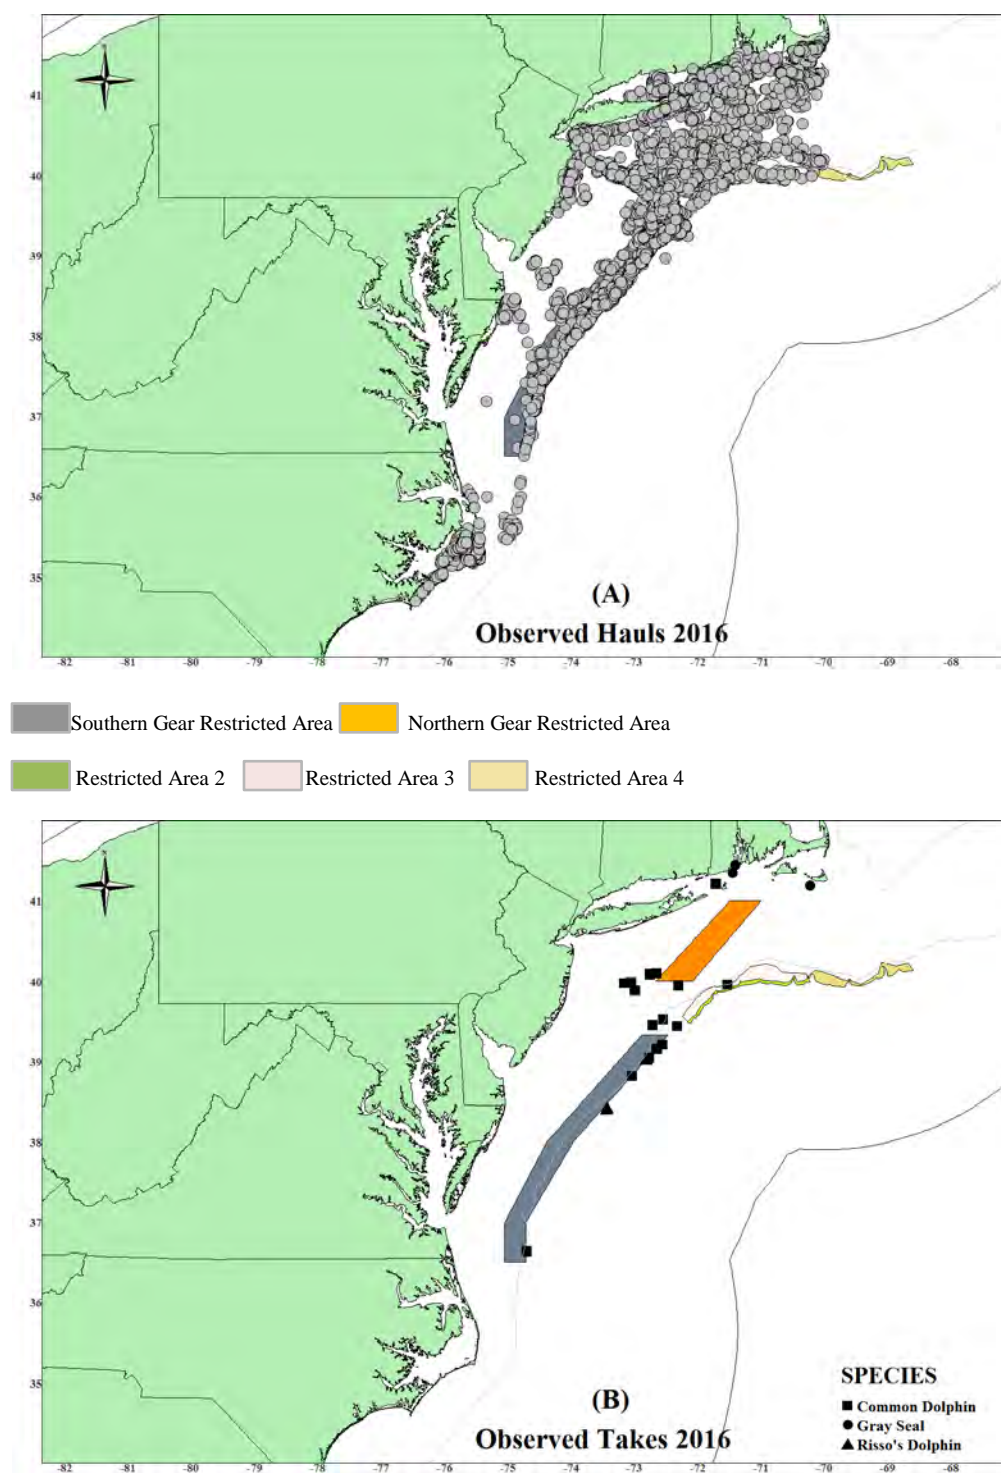 41
40
39
38
37
36
35
(A)
Observed Hauls 2016
-82 -81 -80 -79 -78 -77 -76 -75 -74 -73 -72 -71 -70 -69 -68 -67
Southern Gear Restricted Area Northern Gear Restricted Area
Restricted Area 2 Restricted Area 3 Restricted Area 4
41
40
39
38
37
36
35
SPECIES
Common Dolphin
Gray Seal
Risso's Dolphin
(B)
Observed Takes 2016
-82 -81 -80 -79 -78 -77 -76 -75 -74 -73 -72 -71 -70 -69 -68 -67